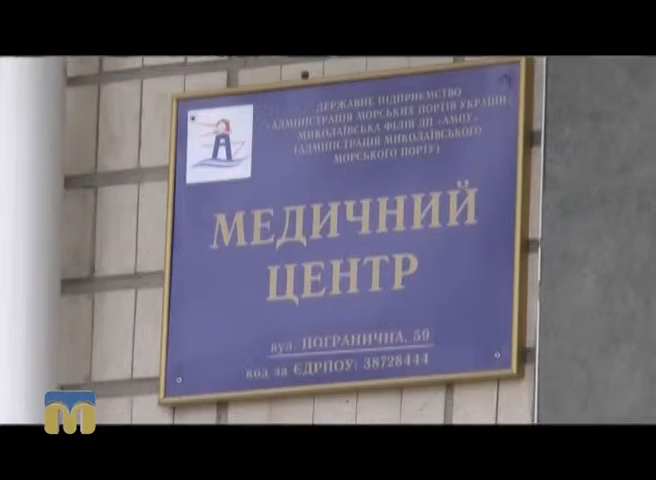 ДЕРЖАВНЕ ПІДПРИЄМСТВО
«АДМІНІСТРАЦІЯ МОРСЬКИХ ПОРТІВ УКРАЇНИ»
МИКОЛАЇВСЬКА ФІЛІЯ ДП «АМПУ»
(АДМІНІСТРАЦІЯ МИКОЛАЇВСЬКОГО
МОРСЬКОГО ПОРТУ)
МЕДИЧНИЙ
ЦЕНТР
вул. ПОГРАНИЧНА, 59
код за ЄДРПОУ: 38728444
М